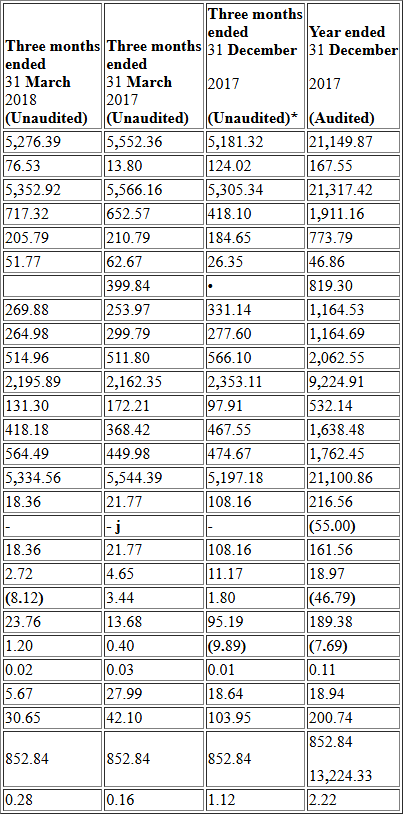 Three months ended 31 March 2018 (Unaudited) Three months ended 31 March 2017 (Unaudited) Three months ended 31 December 2017 (Unaudited)* Year ended 31 December 2017 (Audited)
5,276.39 5,552.36 5,181.32 21,149.87
76.53 13.80 124.02 167.55
5,352.92 5,566.16 5,305.34 21,317.42
717.32 652.57 418.10 1,911.16
205.79 210.79 184.65 773.79
51.77 62.67 26.35 46.86
399.84 • 819.30
269.88 253.97 331.14 1,164.53
264.98 299.79 277.60 1,164.69
514.96 511.80 566.10 2,062.55
2,195.89 2,162.35 2,353.11 9,224.91
131.30 172.21 97.91 532.14
418.18 368.42 467.55 1,638.48
564.49 449.98 474.67 1,762.45
5,334.56 5,544.39 5,197.18 21,100.86
18.36 21.77 108.16 216.56
- - j - (55.00)
18.36 21.77 108.16 161.56
2.72 4.65 11.17 18.97
(8.12) 3.44 1.80 (46.79)
23.76 13.68 95.19 189.38
1.20 0.40 (9.89) (7.69)
0.02 0.03 0.01 0.11
5.67 27.99 18.64 18.94
30.65 42.10 103.95 200.74
852.84 852.84 852.84 852.84
13,224.33
0.28 0.16 1.12 2.22